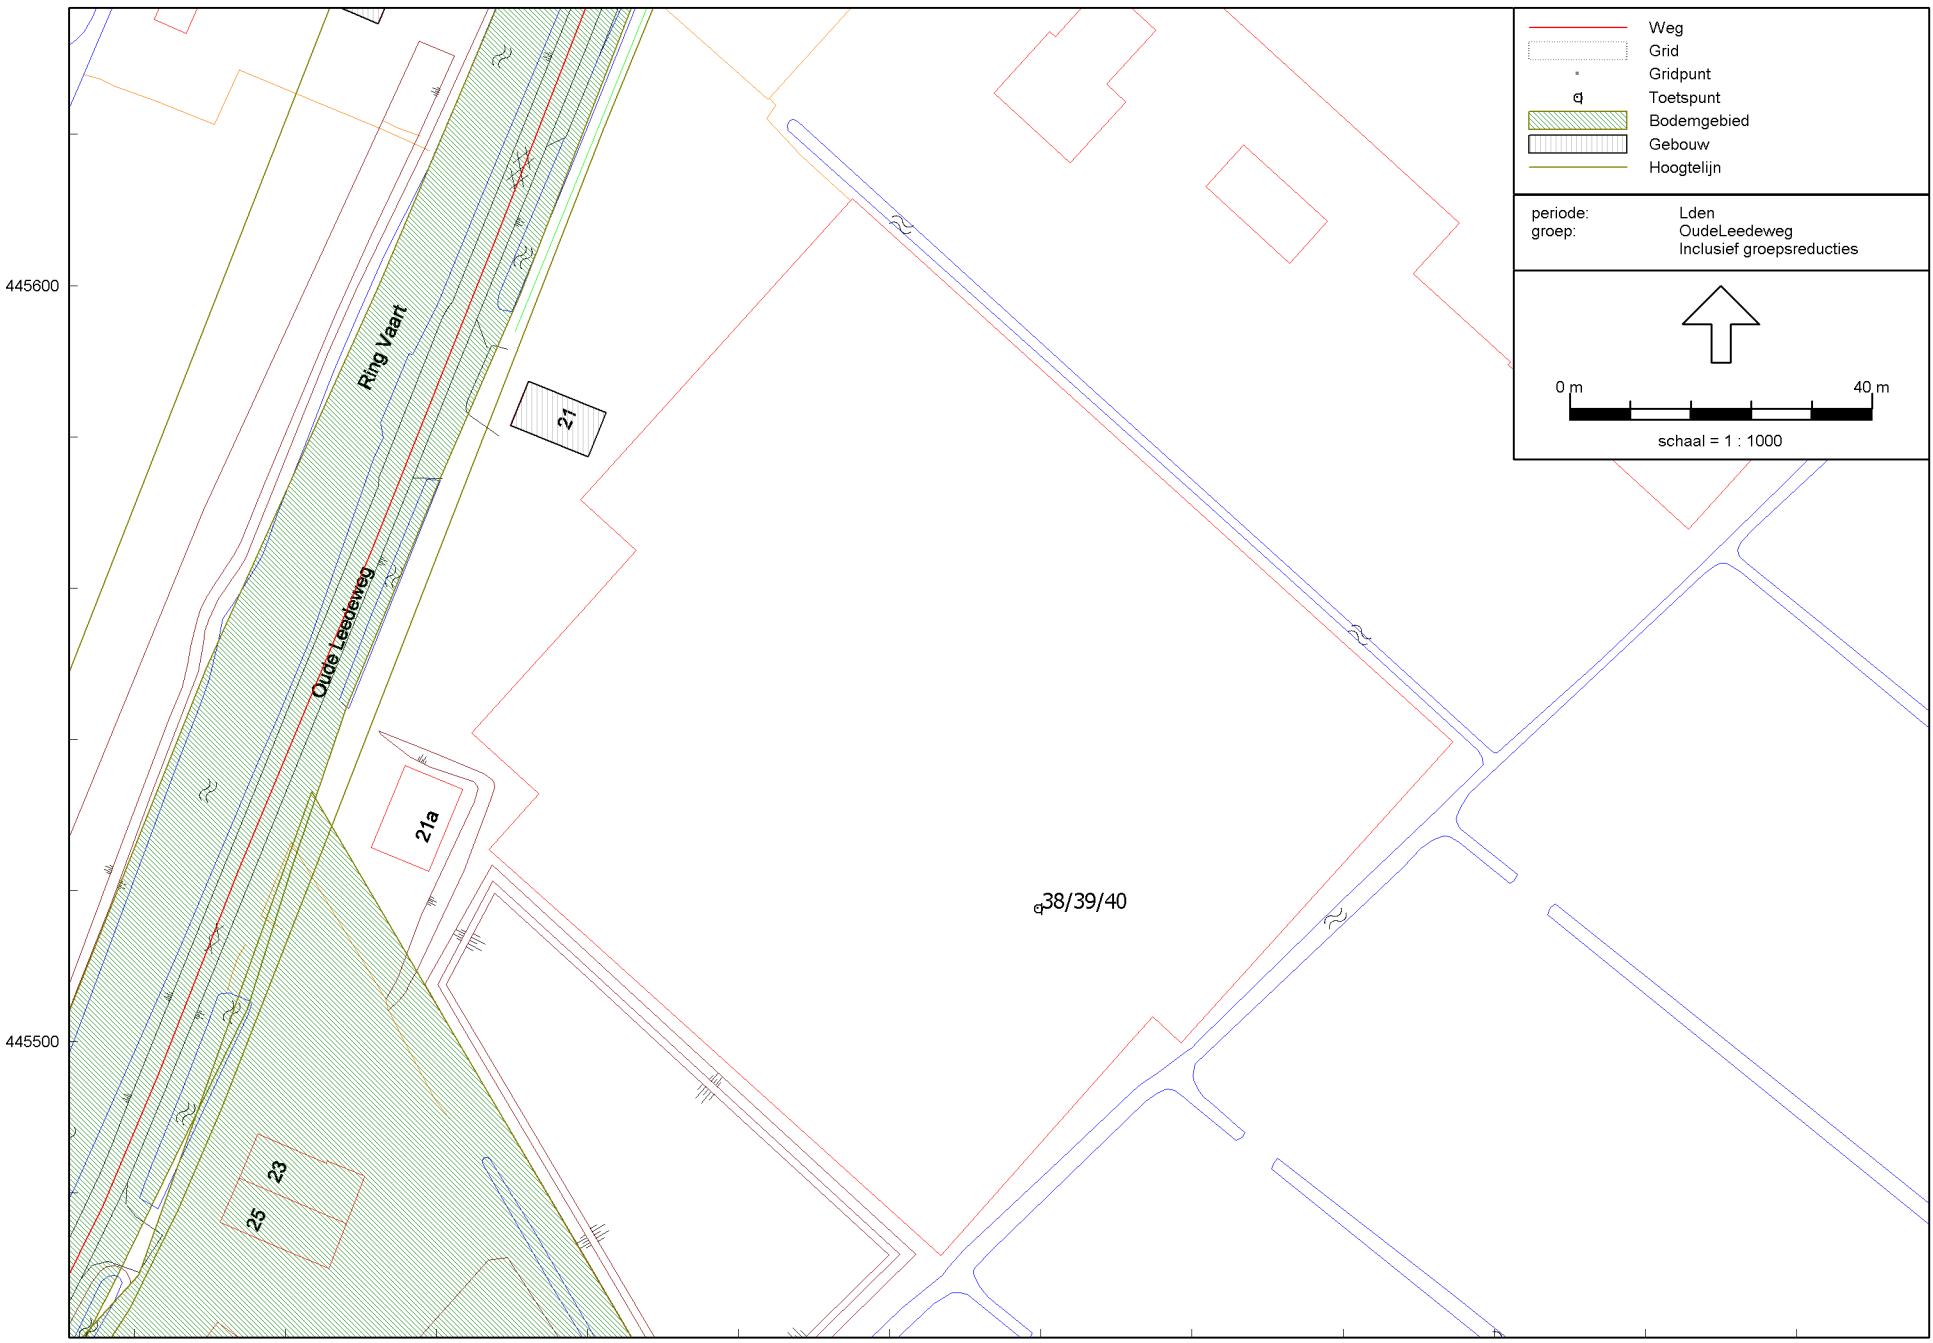 Weg
Grid
Gridpunt
Toetspunt
Bodemgebied
Gebouw
Hoogtelijn
periode: Lden
groep: OudeLeedeweg
Inclusief groepsreducties
0 m 40 m
schaal = 1 : 1000
445600
Ring Vaart
21
Oude Leedeweg
21a
38/39/40
445500
23
25